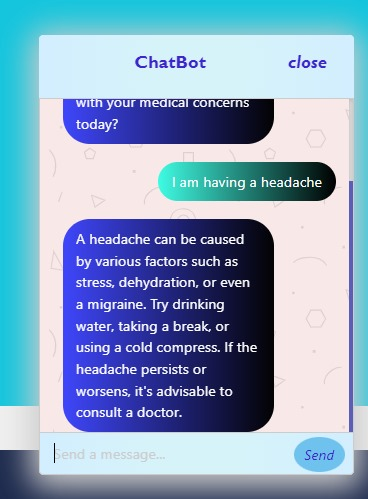 ChatBot
close
with your medical concerns
today?
I am having a headache
A headache can be caused
by various factors such as
stress, dehydration, or even
a migraine. Try drinking
water, taking a break, or
using a cold compress. If the
headache persists or
worsens, it's advisable to
consult a doctor.
Send a message...
Send